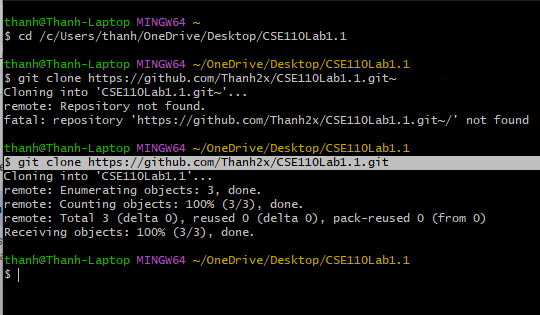 thanh@Thanh-Laptop MINGW64 ~
$ cd /c/Users/thanh/OneDrive/Desktop/CSE110Lab1.1
thanh@Thanh-Laptop MINGW64 ~/OneDrive/Desktop/CSE110Lab1.1
$ git clone https://github.com/Thanh2x/CSE110Lab1.1.git~
Cloning into 'CSE110Lab1.1.git~'...
remote: Repository not found.
fatal: repository 'https://github.com/Thanh2x/CSE110Lab1.1.git~/' not found
thanh@Thanh-Laptop MINGW64 ~/OneDrive/Desktop/CSE110Lab1.1
$ git clone https://github.com/Thanh2x/CSE110Lab1.1.git
Cloning into 'CSE110Lab1.1'...
remote: Enumerating objects: 3, done.
remote: Counting objects: 100% (3/3), done.
remote: Total 3 (delta 0), reused 0 (delta 0), pack-reused 0 (from 0)
Receiving objects: 100% (3/3), done.
thanh@Thanh-Laptop MINGW64 ~/OneDrive/Desktop/CSE110Lab1.1
$